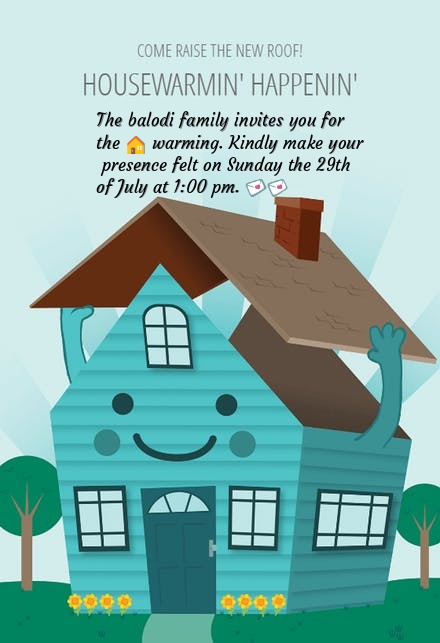 COME RAISE THE NEW ROOF!
HOUSEWARMIN' HAPPENIN'
The balodi family invites you for
the 🏠 warming. Kindly make your
presence felt on Sunday the 29th
of July at 1:00 pm. 💌💌